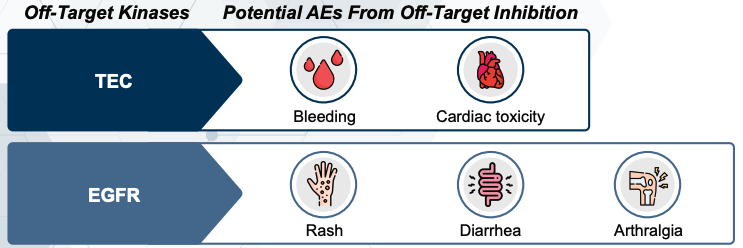 Off-Target Kinases
Potential AEs From Off-Target Inhibition
TEC
Bleeding
Cardiac toxicity
EGFR
Rash
Diarrhea
Arthralgia